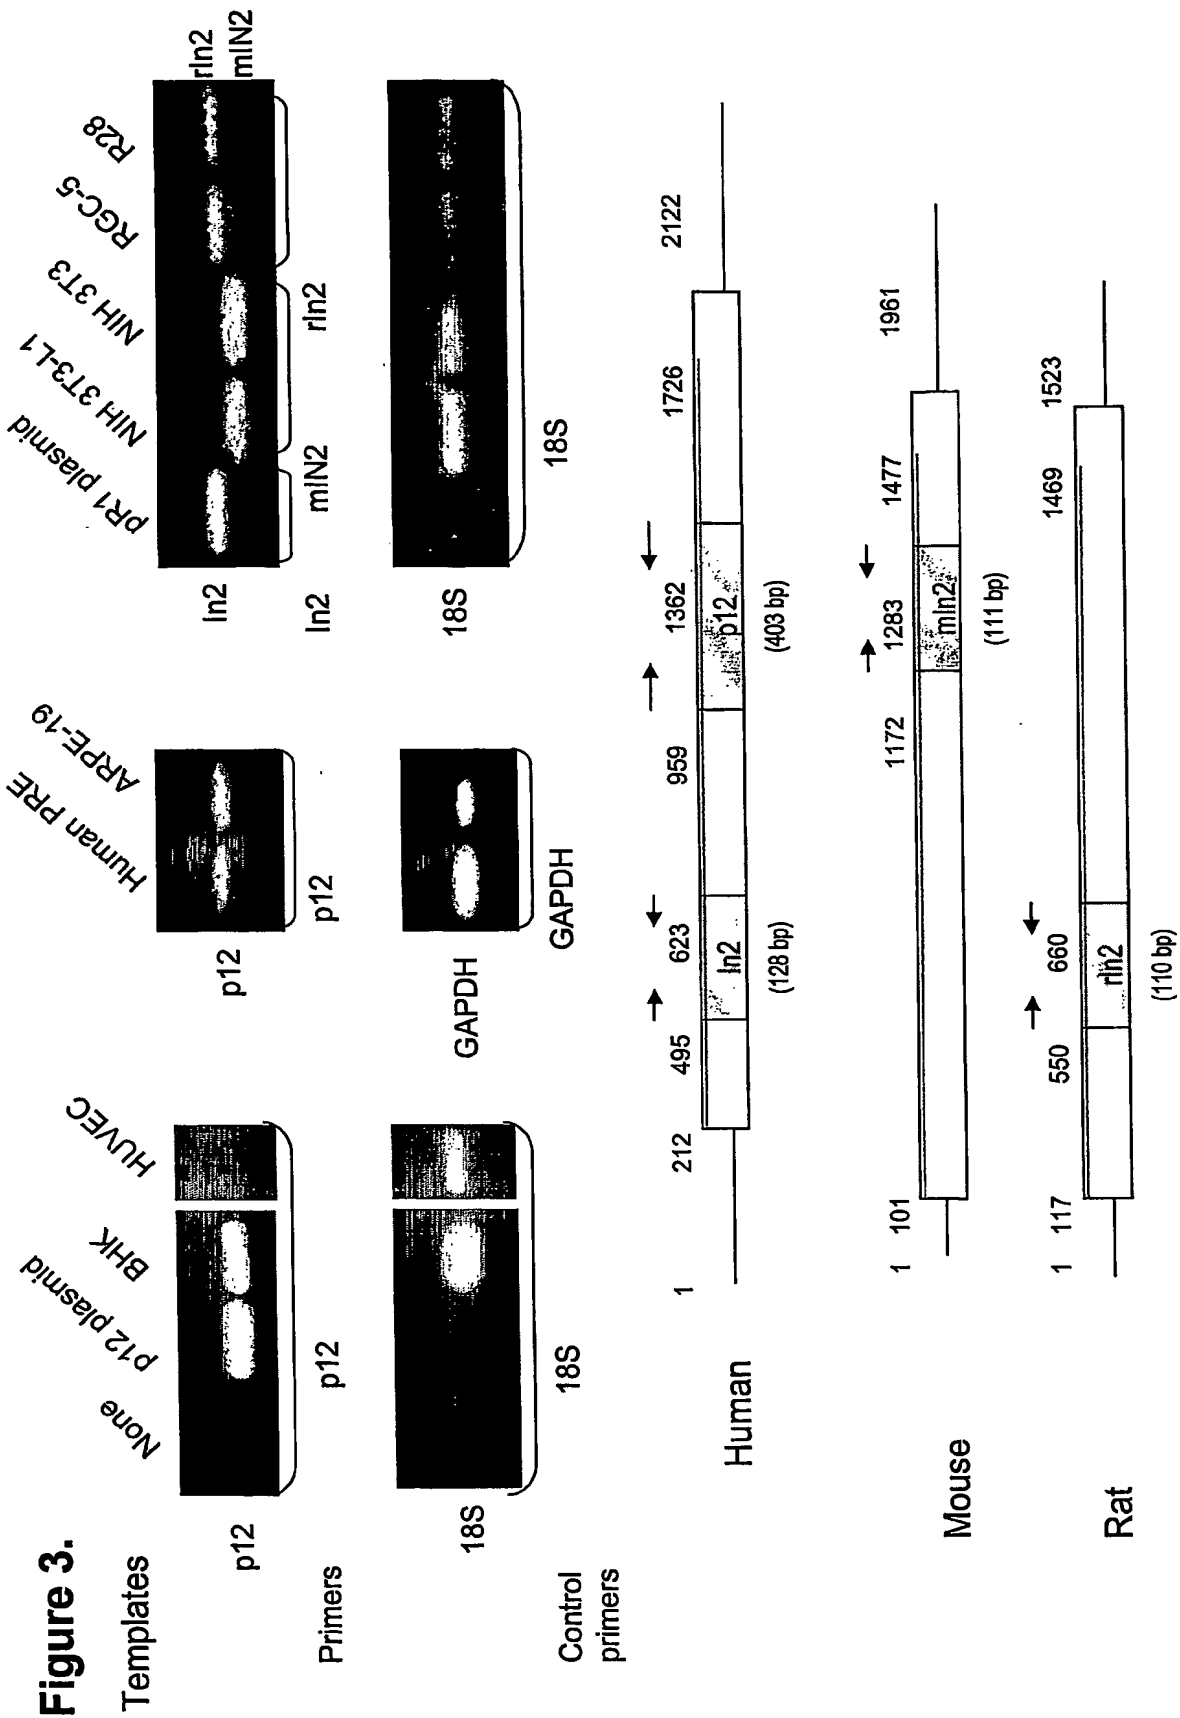 Figure 3.
Templates
None
p12 plasmid
BHK
HUVEC
Human PRE
ARPE-19
pR1 plasmid
NIH 3T3-L1
NIH 3T3
RGC-5
R28
p12
p12
In2
rIn2
mIN2
Primers
p12
p12
In2
mIN2
rIn2
18S
GAPDH
18S
Control
primers
18S
GAPDH
18S
Human
1
212
495
623
959
1362
1726
2122
In2
p12
(128 bp)
(403 bp)
Mouse
1
101
1172
1283
1477
1961
mIn2
(111 bp)
Rat
1
117
550
660
1469
1523
rIn2
(110 bp)